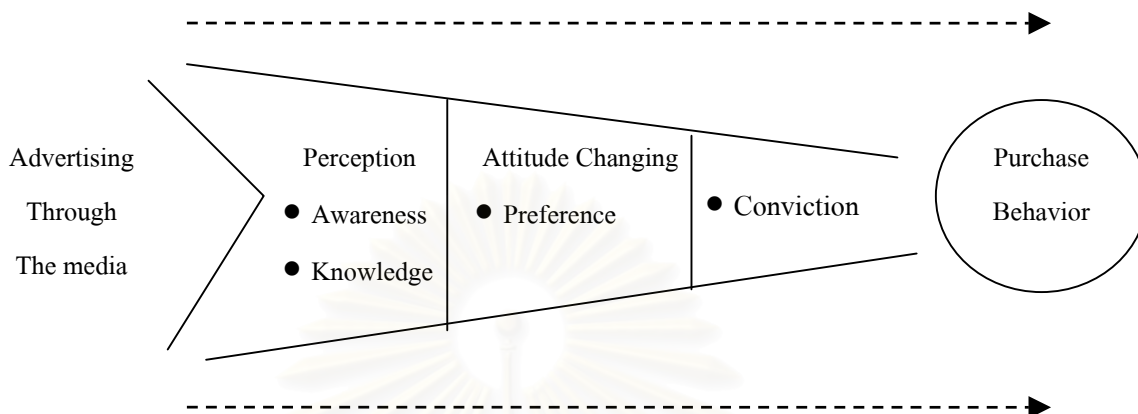 Advertising
Through
The media
Perception
● Awareness
● Knowledge
Attitude Changing
● Preference
● Conviction
Purchase
Behavior